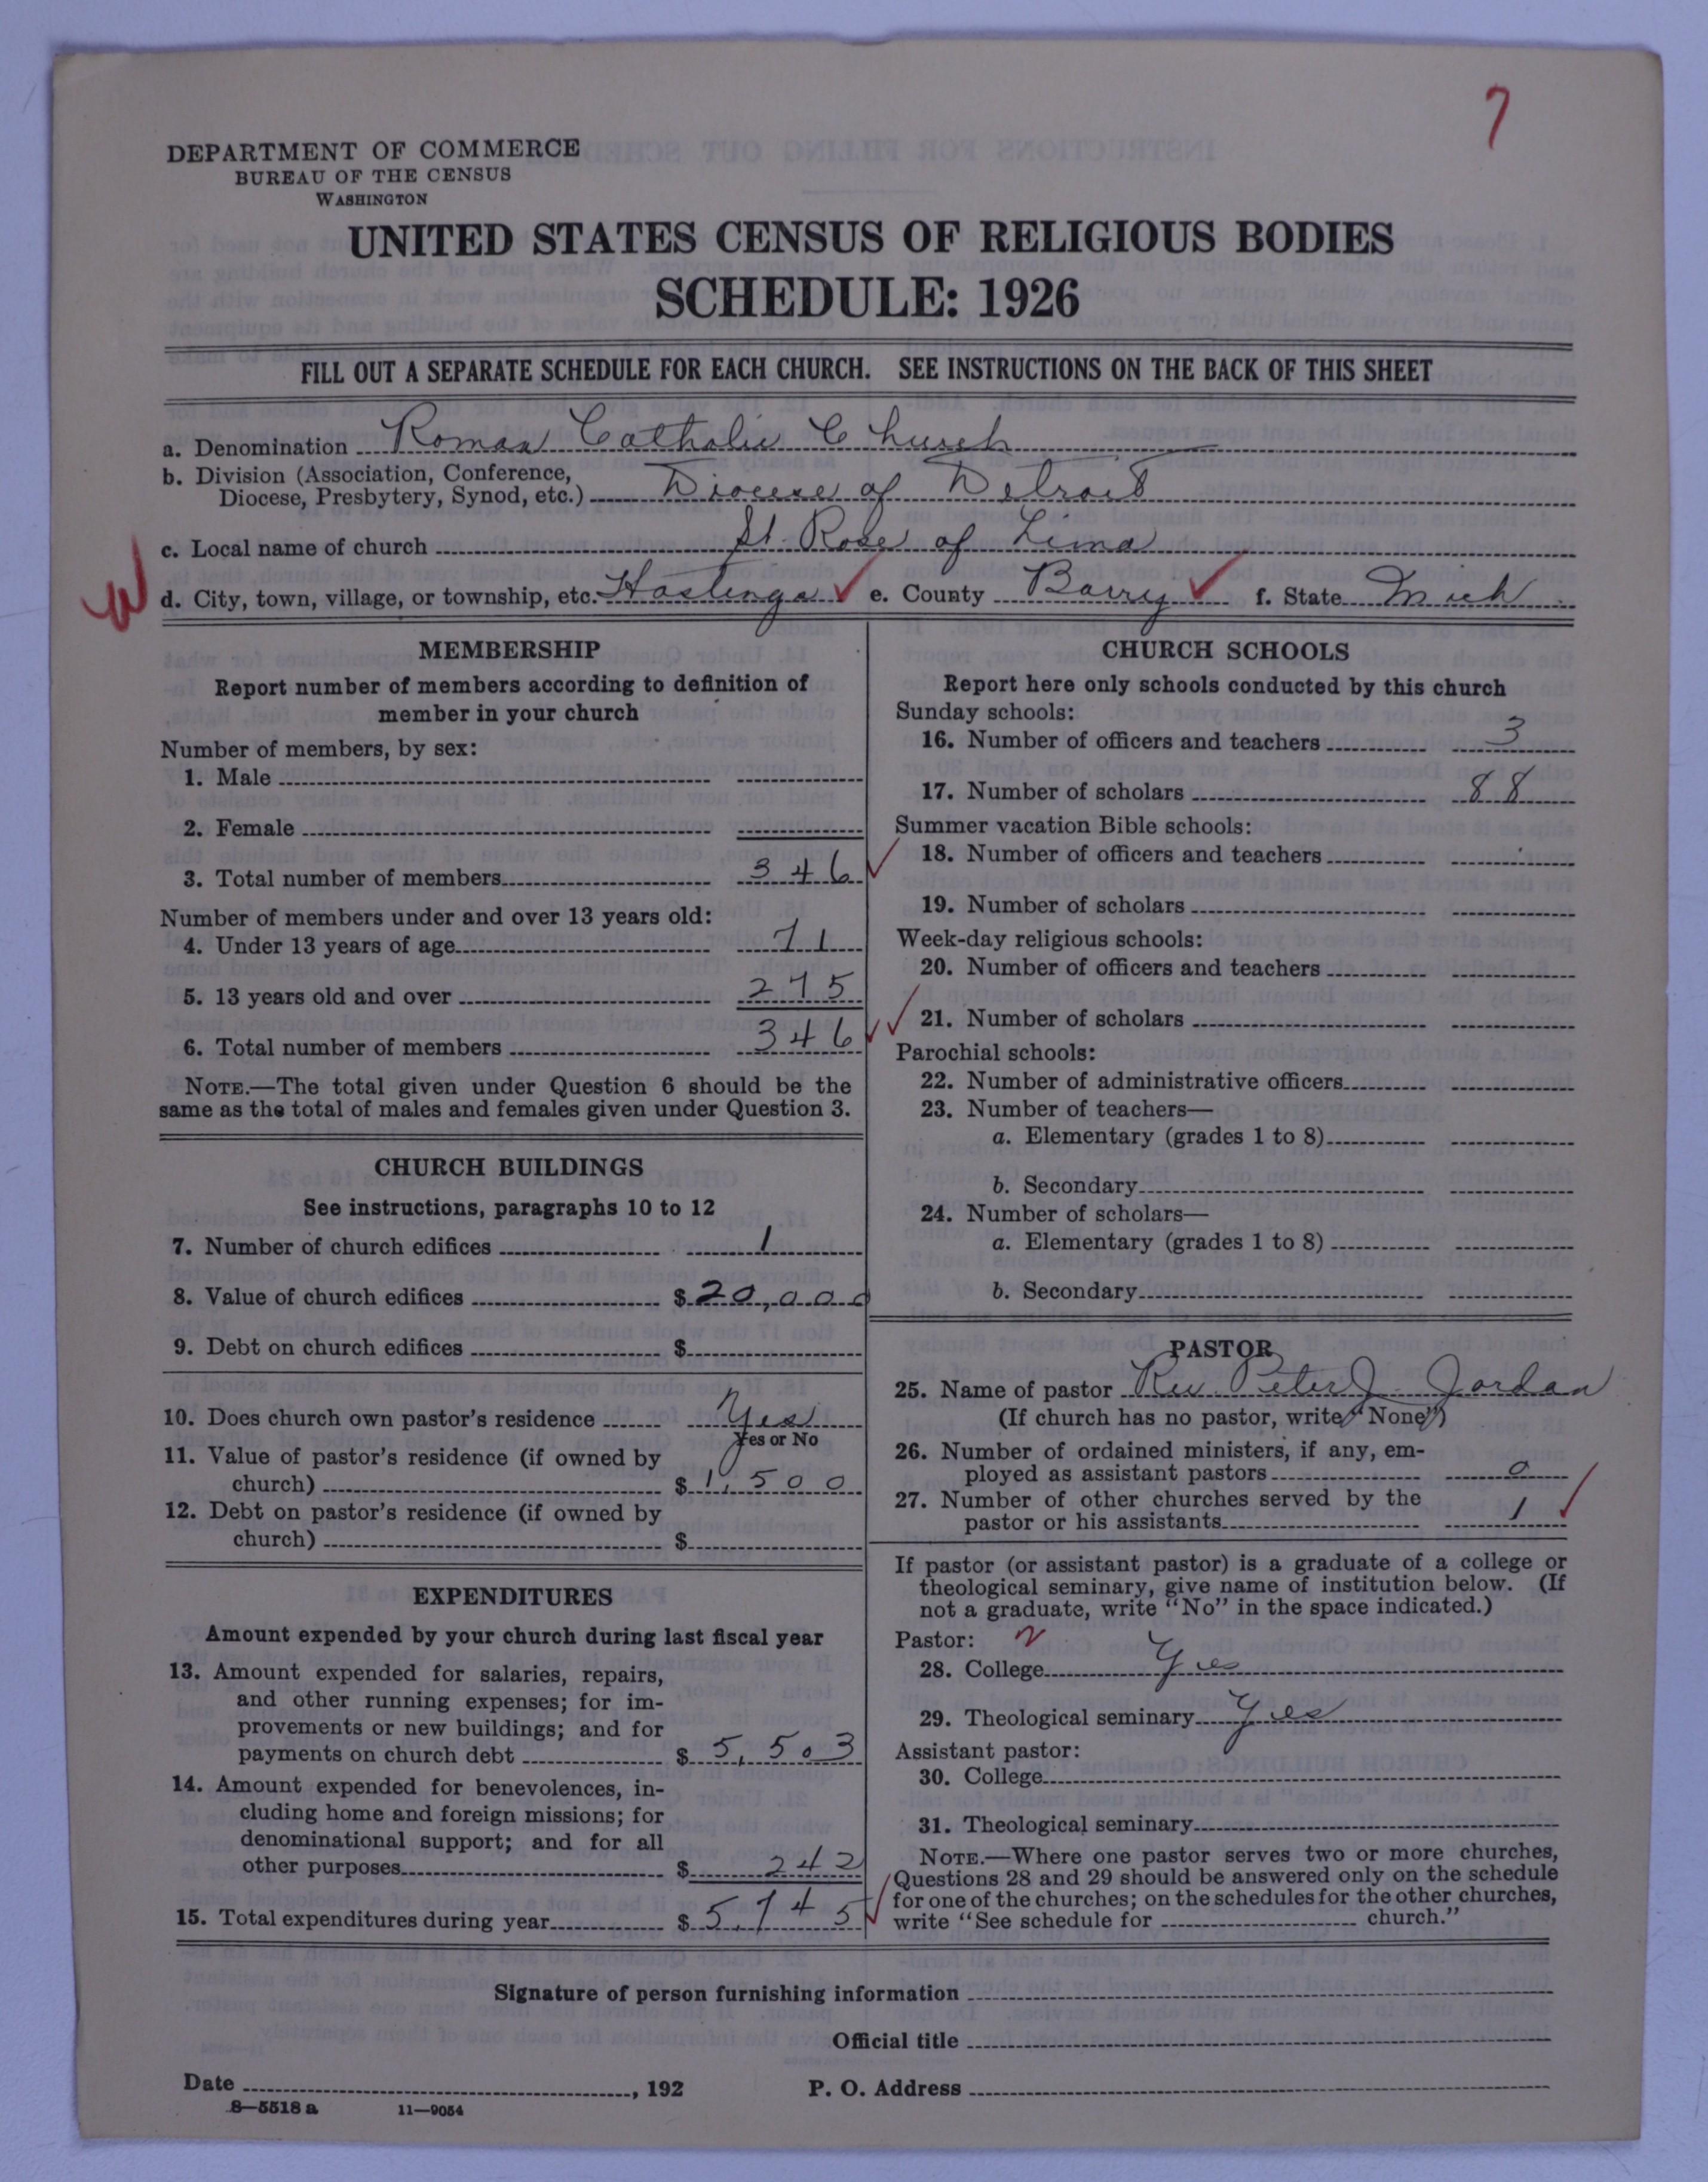 7
DEPARTMENT OF COMMERCE
BUREAU OF THE CENSUS
WASHINGTON
UNITED STATES CENSUS OF RELIGIOUS BODIES
SCHEDULE: 1926
FILL OUT A SEPARATE SCHEDULE FOR EACH CHURCH. SEE INSTRUCTIONS ON THE BACK OF THIS SHEET
a. Denomination Roman Catholic Church
b. Division (Association, Conference,
Diocese, Presbytery, Synod, etc.) Diocese of Detroit
c. Local name of church St. Rose of Lima
d. City, town, village, or township, etc. Hastings e. County Barry f. State Mich
MEMBERSHIP
Report number of members according to definition of
member in your church
Number of members, by sex:
1. Male
2. Female
3. Total number of members 346
Number of members under and over 13 years old:
4. Under 13 years of age 71
5. 13 years old and over 275
6. Total number of members 346
NOTE.—The total given under Question 6 should be the
same as the total of males and females given under Question 3.
CHURCH BUILDINGS
See instructions, paragraphs 10 to 12
7. Number of church edifices 1
8. Value of church edifices $ 20,000
9. Debt on church edifices $
10. Does church own pastor's residence Yes
Yes or No
11. Value of pastor's residence (if owned by
church) $ 1,500
12. Debt on pastor's residence (if owned by
church) $
EXPENDITURES
Amount expended by your church during last fiscal year
13. Amount expended for salaries, repairs,
and other running expenses; for im-
provements or new buildings; and for
payments on church debt $ 5,503
14. Amount expended for benevolences, in-
cluding home and foreign missions; for
denominational support; and for all
other purposes $ 242
15. Total expenditures during year $ 5,745
CHURCH SCHOOLS
Report here only schools conducted by this church
Sunday schools:
16. Number of officers and teachers 3
17. Number of scholars 88
Summer vacation Bible schools:
18. Number of officers and teachers
19. Number of scholars
Week-day religious schools:
20. Number of officers and teachers
21. Number of scholars
Parochial schools:
22. Number of administrative officers
23. Number of teachers—
a. Elementary (grades 1 to 8)
b. Secondary
24. Number of scholars—
a. Elementary (grades 1 to 8)
b. Secondary
PASTOR
25. Name of pastor Rev. Peter J. Jordan
(If church has no pastor, write "None")
26. Number of ordained ministers, if any, em-
ployed as assistant pastors 0
27. Number of other churches served by the
pastor or his assistants 1
If pastor (or assistant pastor) is a graduate of a college or
theological seminary, give name of institution below. (If
not a graduate, write "No" in the space indicated.)
Pastor: 2
28. College Yes
29. Theological seminary Yes
Assistant pastor:
30. College
31. Theological seminary
NOTE.—Where one pastor serves two or more churches,
Questions 28 and 29 should be answered only on the schedule
for one of the churches; on the schedules for the other churches,
write "See schedule for church."
Signature of person furnishing information
Official title
Date , 192 P. O. Address
8—5518 a 11—9054